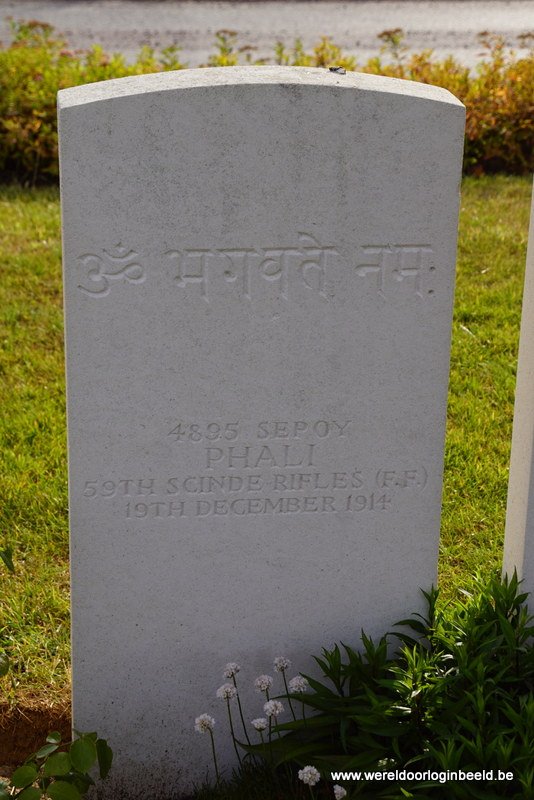 ॐ भगवते नमः
4895 SEPOY
PHALI
59TH SCINDE RIFLES (F.F.)
19TH DECEMBER 1914
www.wereldoorloginbeeld.be